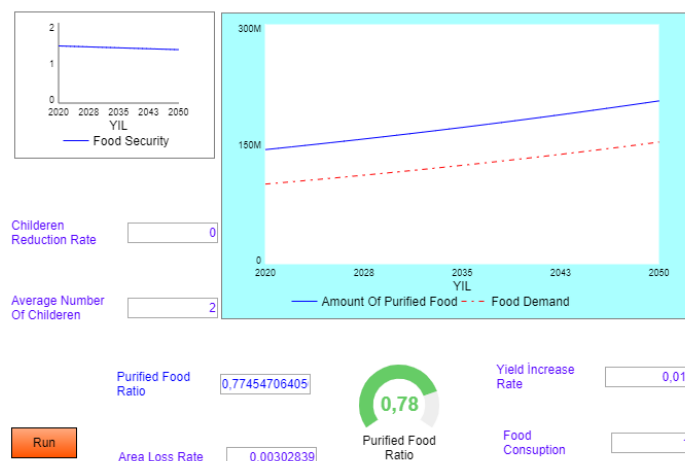 2
1
0
2020 2028 2035 2043 2050
YIL
Food Security
300M
150M
0
2020 2028 2035 2043 2050
YIL
Amount Of Purified Food Food Demand
Childeren
Reduction Rate
0
Average Number
Of Childeren
2
Purified Food
Ratio
0,77454706405
0,78
Purified Food
Ratio
Yield İncrease
Rate
0,01
Run
Area Loss Rate
0,00302839
Food
Consuption